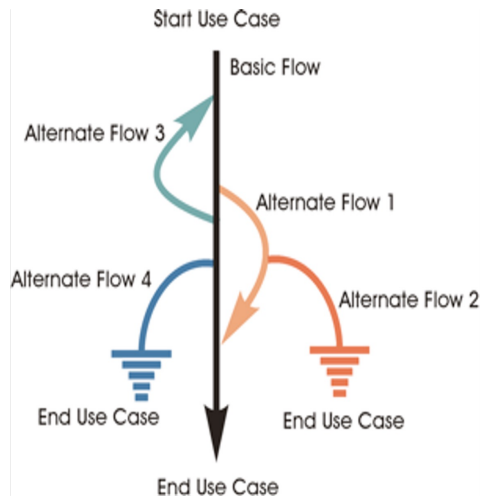 Start Use Case
Basic Flow
Alternate Flow 3
Alternate Flow 1
Alternate Flow 4
Alternate Flow 2
End Use Case
End Use Case
End Use Case